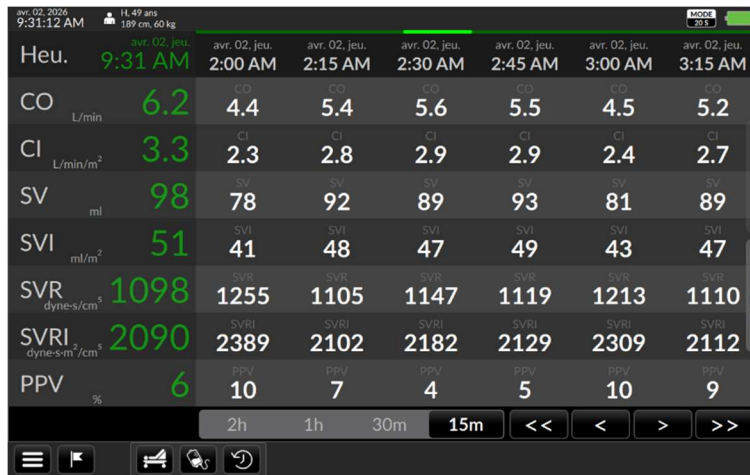 avr. 02, 2026
9:31:12 AM
H, 49 ans
189 cm, 60 kg
MODE
20 S
Heu.
avr. 02, jeu.
9:31 AM
avr. 02, jeu.
2:00 AM
avr. 02, jeu.
2:15 AM
avr. 02, jeu.
2:30 AM
avr. 02, jeu.
2:45 AM
avr. 02, jeu.
3:00 AM
avr. 02, jeu.
3:15 AM
CO L/min 6.2
CO CO CO CO CO CO
4.4 5.4 5.6 5.5 4.5 5.2
CI L/min/m² 3.3
CI CI CI CI CI CI
2.3 2.8 2.9 2.9 2.4 2.7
SV ml 98
SV SV SV SV SV SV
78 92 89 93 81 89
SVI ml/m² 51
SVI SVI SVI SVI SVI SVI
41 48 47 49 43 47
SVR dyne·s/cm⁵ 1098
SVR SVR SVR SVR SVR SVR
1255 1105 1147 1119 1213 1110
SVRI dyne·s·m²/cm⁵ 2090
SVRI SVRI SVRI SVRI SVRI SVRI
2389 2102 2182 2129 2309 2112
PPV % 6
PPV PPV PPV PPV PPV PPV
10 7 4 5 10 9
2h 1h 30m 15m << < > >>